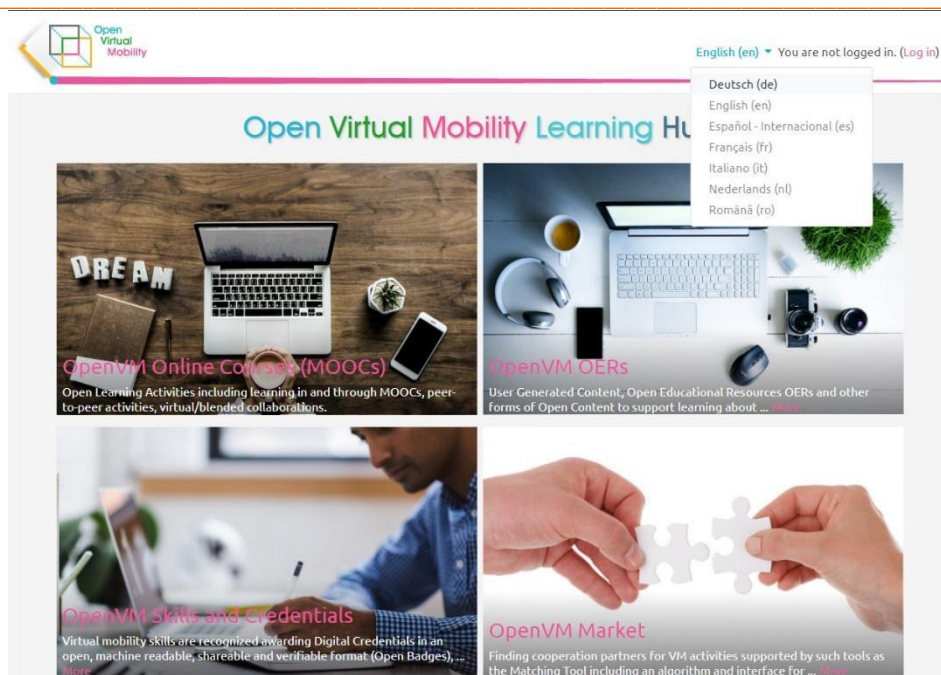 Open
Virtual
Mobility
English (en) You are not logged in. (Log in)
Deutsch (de)
English (en)
Español - Internacional (es)
Français (fr)
Italiano (it)
Nederlands (nl)
Română (ro)
Open Virtual Mobility Learning Hu
DREAM
OpenVM Online Courses (MOOCs)
Open Learning Activities including learning in and through MOOCs, peer-
to-peer activities, virtual/blended collaborations.
OpenVM OERs
User Generated Content, Open Educational Resources OERs and other
forms of Open Content to support learning about ... More
OpenVM Skills and Credentials
Virtual mobility skills are recognized awarding Digital Credentials in an
open, machine readable, shareable and verifiable format (Open Badges), ...
More
OpenVM Market
Finding cooperation partners for VM activities supported by such tools as
the Matching Tool including an algorithm and interface for ... More